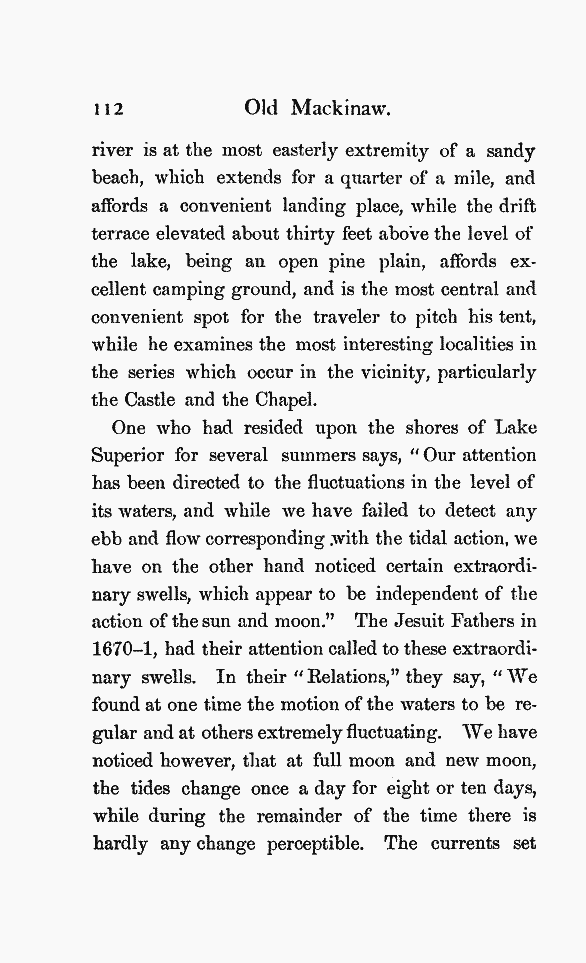 112 Old Mackinaw.
river is at the most easterly extremity of a sandy
beach, which extends for a quarter of a mile, and
affords a convenient landing place, while the drift
terrace elevated about thirty feet above the level of
the lake, being an open pine plain, affords ex-
cellent camping ground, and is the most central and
convenient spot for the traveler to pitch his tent,
while he examines the most interesting localities in
the series which occur in the vicinity, particularly
the Castle and the Chapel.
One who had resided upon the shores of Lake
Superior for several summers says, “Our attention
has been directed to the fluctuations in the level of
its waters, and while we have failed to detect any
ebb and flow corresponding .with the tidal action, we
have on the other hand noticed certain extraordi-
nary swells, which appear to be independent of the
action of the sun and moon.” The Jesuit Fathers in
1670–1, had their attention called to these extraordi-
nary swells. In their “Relations,” they say, “We
found at one time the motion of the waters to be re-
gular and at others extremely fluctuating. We have
noticed however, that at full moon and new moon,
the tides change once a day for eight or ten days,
while during the remainder of the time there is
hardly any change perceptible. The currents set